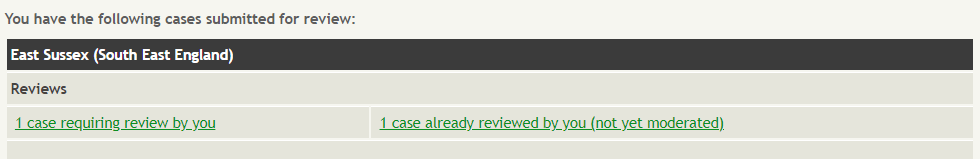 You have the following cases submitted for review:
East Sussex (South East England)
Reviews
1 case requiring review by you
1 case already reviewed by you (not yet moderated)